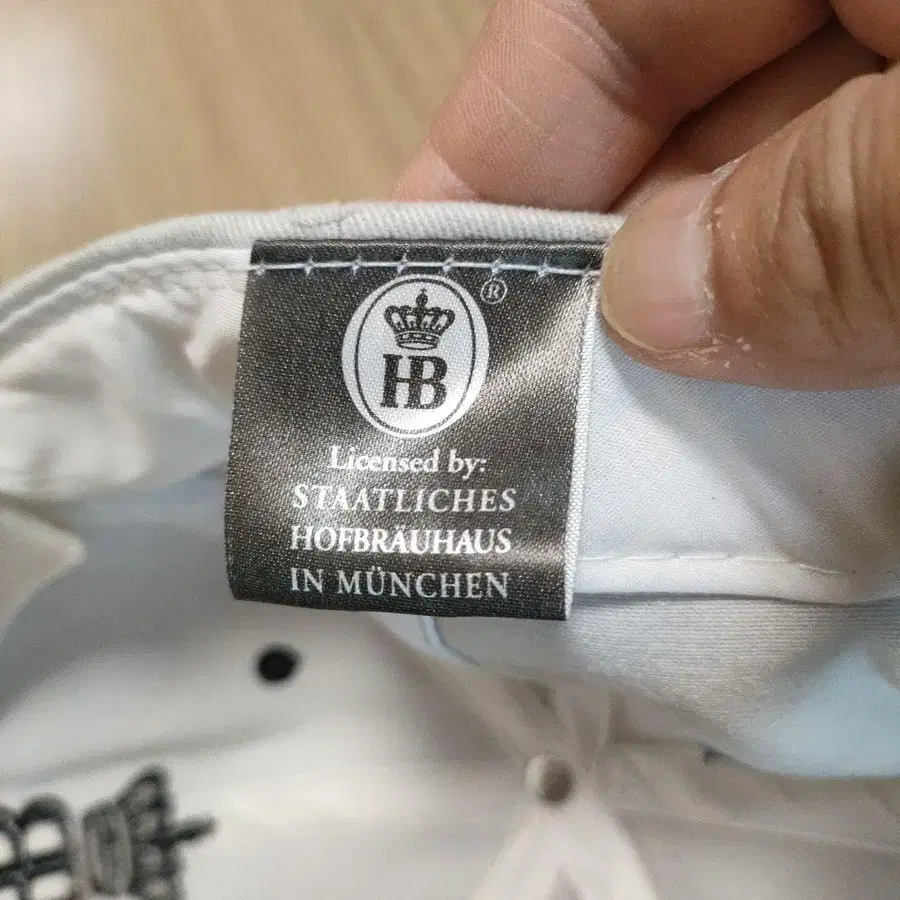 ®
HB
Licensed by:
STAATLICHES
HOFBRÄUHAUS
IN MÜNCHEN